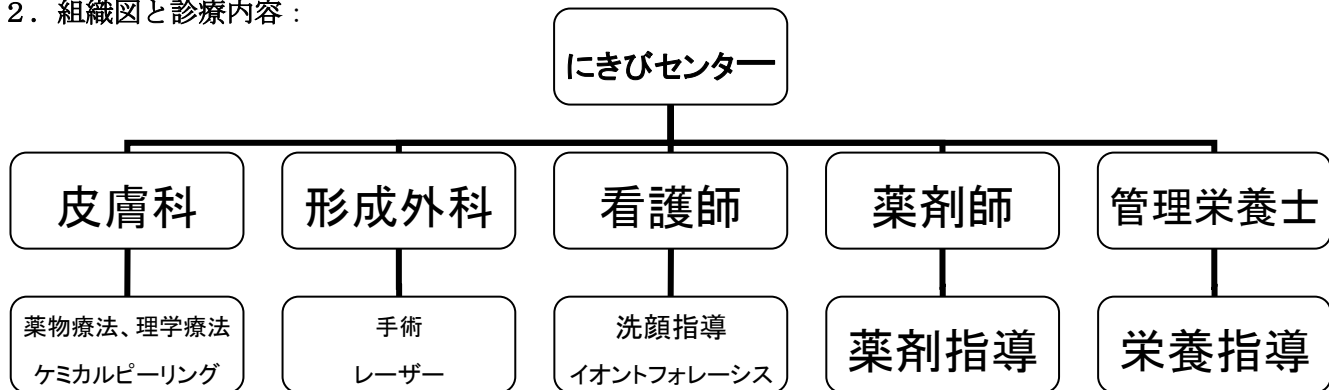 2．組織図と診療内容：
にきびセンター
皮膚科
形成外科
看護師
薬剤師
管理栄養士
薬物療法、理学療法
ケミカルピーリング
手術
レーザー
洗顔指導
イオントフォレーシス
薬剤指導
栄養指導